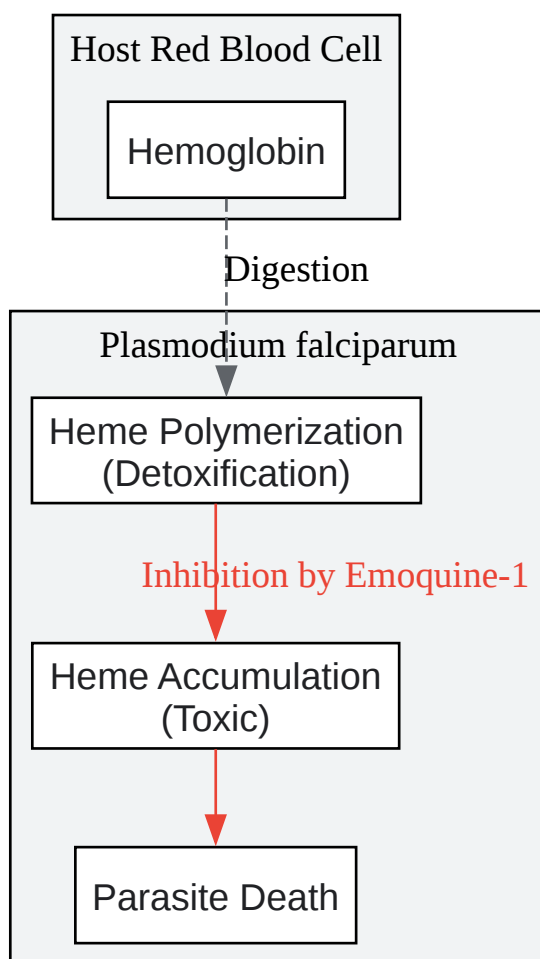 Host Red Blood Cell
Hemoglobin
Digestion
Plasmodium falciparum
Heme Polymerization
(Detoxification)
Inhibition by Emoquine-1
Heme Accumulation
(Toxic)
Parasite Death